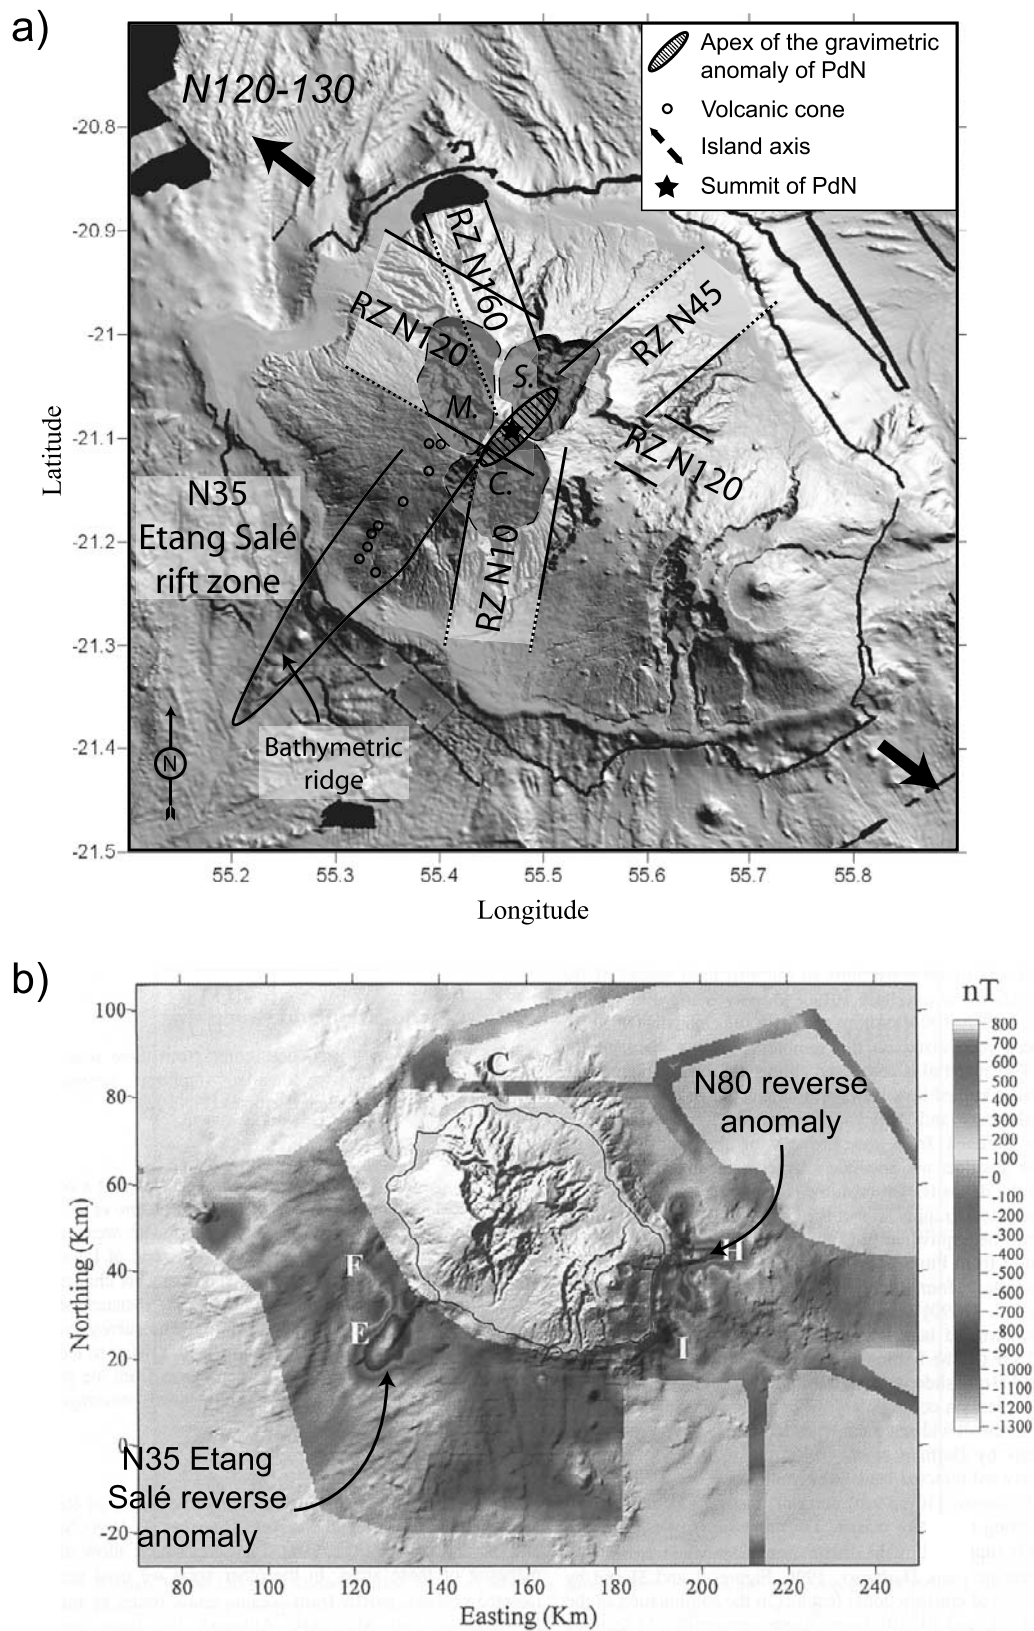 a)
N120-130
Apex of the gravimetric
anomaly of PdN
Volcanic cone
Island axis
Summit of PdN
-20.8
-20.9
-21
-21.1
-21.2
-21.3
-21.4
-21.5
Latitude
RZ N160
RZ N120
RZ N45
RZ N120
RZ N10
S.
M.
C.
N35
Etang Salé
rift zone
Bathymetric
ridge
N
55.2
55.3
55.4
55.5
55.6
55.7
55.8
Longitude
b)
nT
800
700
600
500
400
300
200
100
0
-100
-200
-300
-400
-500
-600
-700
-800
-900
-1000
-1100
-1200
-1300
100
80
60
40
20
0
-20
Northing (Km)
C
N80 reverse
anomaly
H
F
E
I
N35 Etang
Salé reverse
anomaly
80
100
120
140
160
180
200
220
240
Easting (Km)